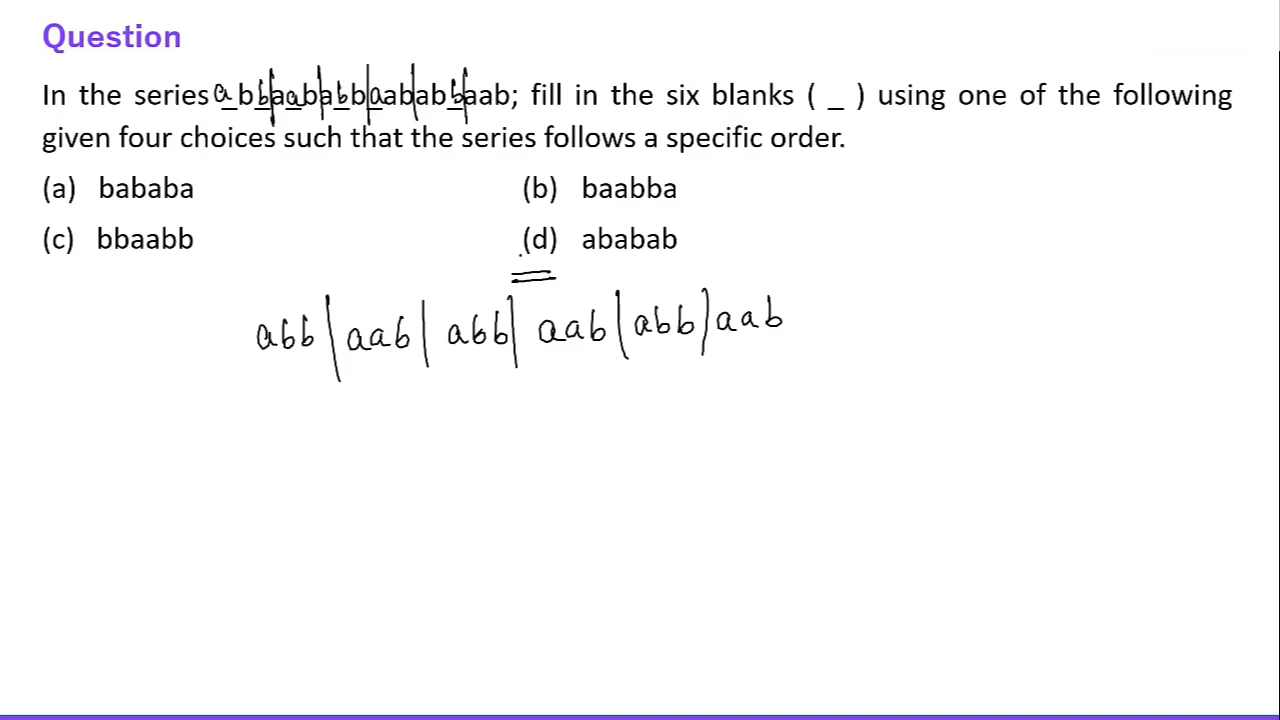 Question
In the series abbaababbaababbaab; fill in the six blanks ( _ ) using one of the following
given four choices such that the series follows a specific order.
(a) bababa (b) baabba
(c) bbaabb (d) ababab
abb | aab | abb | aab | abb | aab